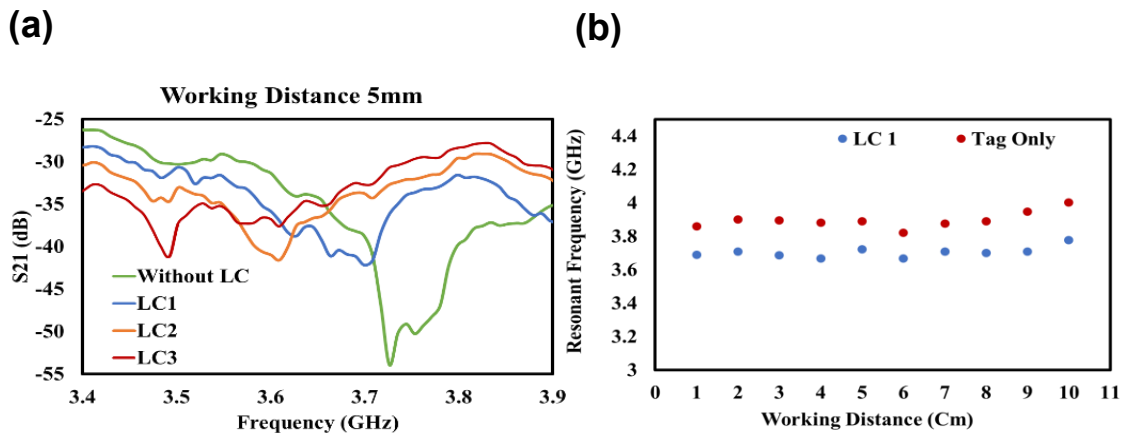 (a)
(b)
Working Distance 5mm
-25
-30
-35
-40
-45
-50
-55
S21 (dB)
Without LC
LC1
LC2
LC3
3.4 3.5 3.6 3.7 3.8 3.9
Frequency (GHz)
LC 1 Tag Only
4.4
4.2
4
3.8
3.6
3.4
3.2
3
Resonant Frequency (GHz)
0 1 2 3 4 5 6 7 8 9 10 11
Working Distance (Cm)